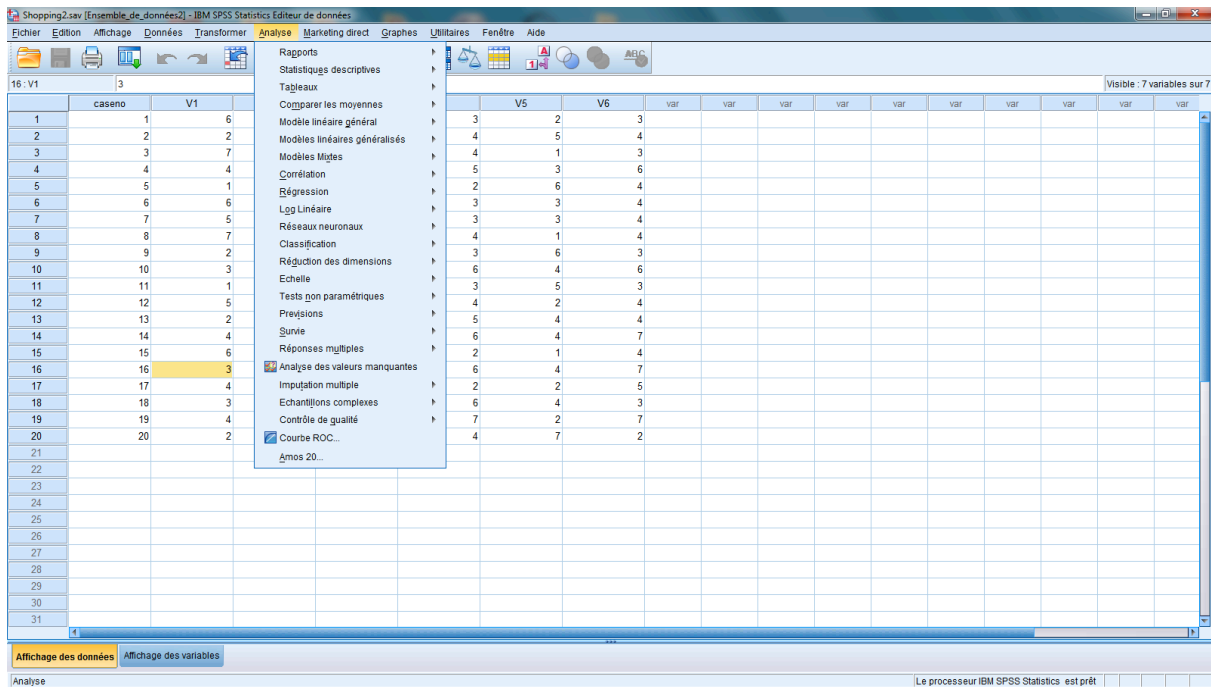 Shopping2.sav [Ensemble_de_données2] - IBM SPSS Statistics Editeur de données
Fichier Edition Affichage Données Transformer Analyse Marketing direct Graphes Utilitaires Fenêtre Aide
16 : V1 3 Visible : 7 variables sur 7
caseno V1 V5 V6 var var var var var var var
1 1 6 3 2 3
2 2 2 4 5 4
3 3 7 4 1 3
4 4 4 5 3 6
5 5 1 2 6 4
6 6 6 3 3 4
7 7 5 3 3 4
8 8 7 4 1 4
9 9 2 3 6 3
10 10 3 6 4 6
11 11 1 3 5 3
12 12 5 4 2 4
13 13 2 5 4 4
14 14 4 6 4 7
15 15 6 2 1 4
16 16 3 6 4 7
17 17 4 2 2 5
18 18 3 6 4 3
19 19 4 7 2 7
20 20 2 4 7 2
21
22
23
24
25
26
27
28
29
30
31
Rapports
Statistiques descriptives
Tableaux
Comparer les moyennes
Modèle linéaire général
Modèles linéaires généralisés
Modèles Mixtes
Corrélation
Régression
Log Linéaire
Réseaux neuronaux
Classification
Réduction des dimensions
Echelle
Tests non paramétriques
Prévisions
Survie
Réponses multiples
Analyse des valeurs manquantes
Imputation multiple
Echantillons complexes
Contrôle de qualité
Courbe ROC...
Amos 20...
Affichage des données Affichage des variables
Analyse Le processeur IBM SPSS Statistics est prêt